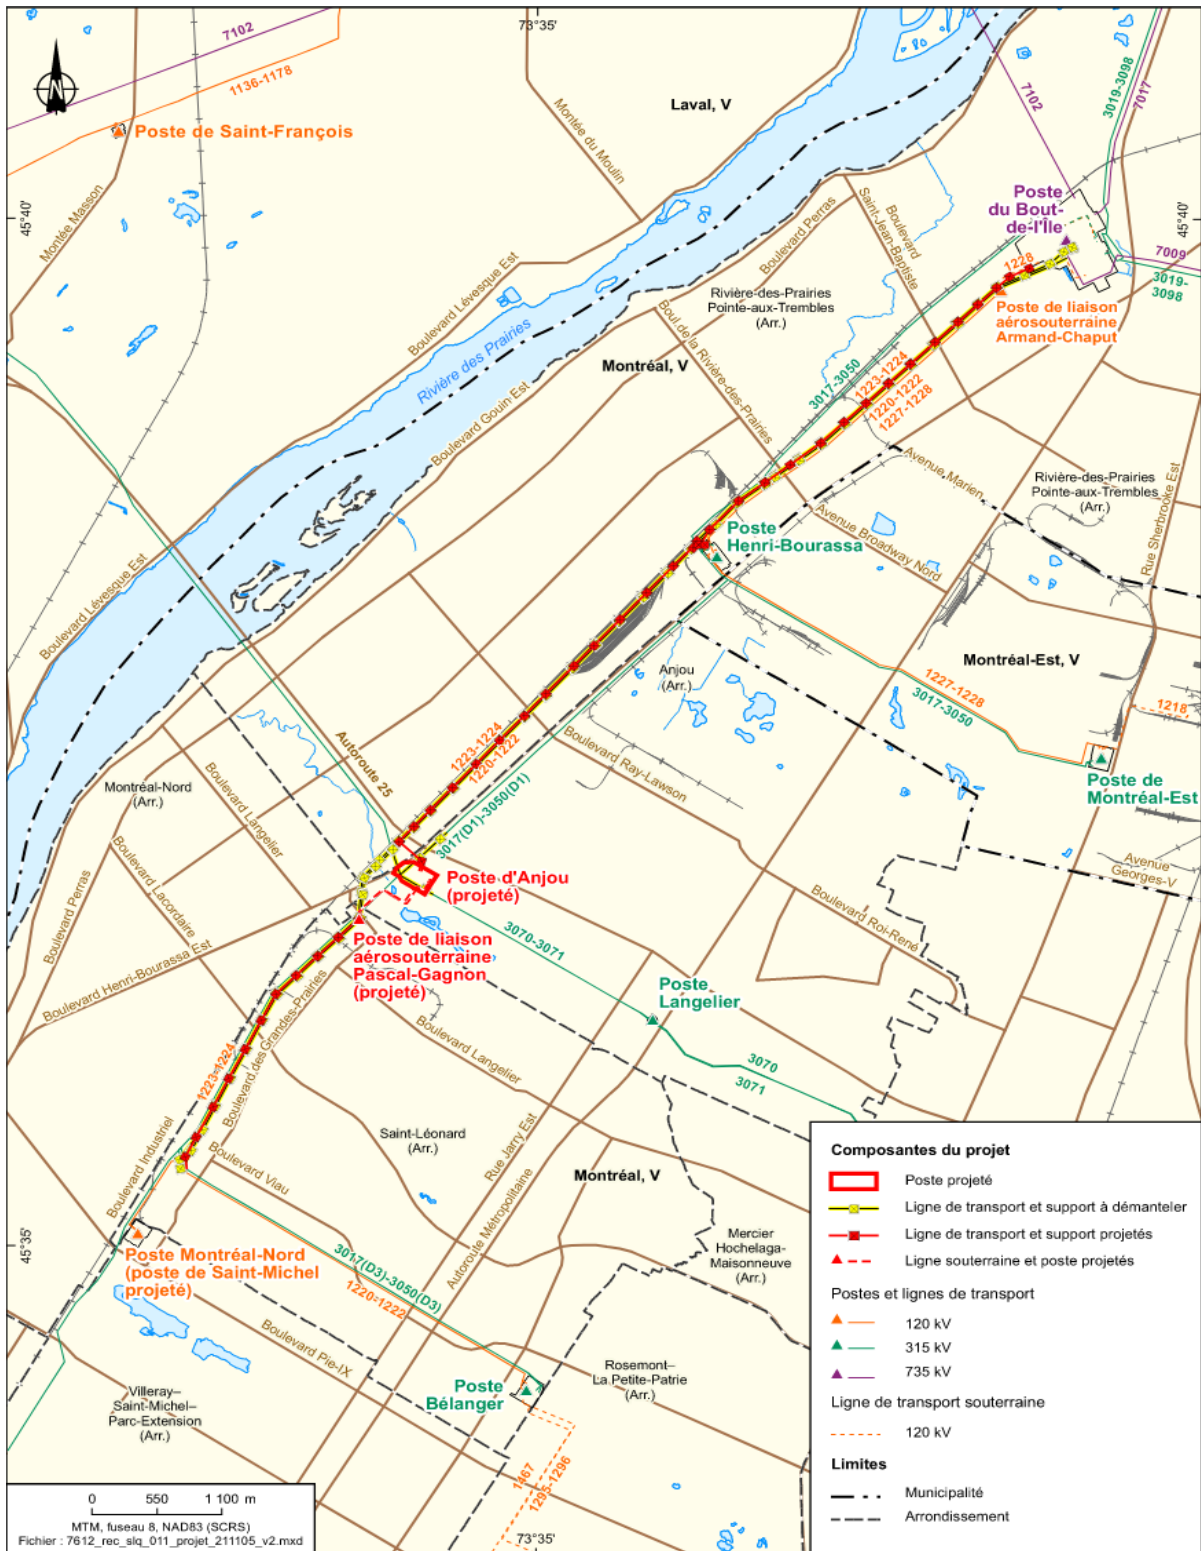 73°35'
7102
1136-1178
Poste de Saint-François
Laval, V
Montée du Moulin
Montée Masson
45°40'
7102
3019-3098
7017
45°40'
Poste
du Bout-
de-l'Île
7009
3019-
3098
1228
Poste de liaison
aérosouterraine
Armand-Chaput
Boulevard
Saint-Jean-Baptiste
Boulevard Perras
Boulevard Lévesque Est
Rivière des Prairies
Rivière-des-Prairies
Pointe-aux-Trembles
(Arr.)
Boul. de la Rivière-des-Prairies
Montréal, V
3017-3050
1223-1224
1220-1222
1227-1228
Boulevard Gouin Est
Avenue Marien
Rivière-des-Prairies
Pointe-aux-Trembles
(Arr.)
Rue Sherbrooke Est
Avenue Broadway Nord
Poste
Henri-Bourassa
Boulevard Lévesque Est
Anjou
(Arr.)
Montréal-Est, V
1227-1228
3017-3050
1218
Poste de
Montréal-Est
1223-1224
1220-1222
Boulevard Ray-Lawson
Autoroute 25
3017(D1)-3050(D1)
Montréal-Nord
(Arr.)
Boulevard Langelier
Boulevard Lacordaire
Boulevard Perras
Avenue
Georges-V
Poste d'Anjou
(projeté)
Boulevard Roi-René
Boulevard Henri-Bourassa Est
Poste de liaison
aérosouterraine
Pascal-Gagnon
(projeté)
3070-3071
Poste
Langelier
Boulevard des Grandes-Prairies
Boulevard Langelier
3070
3071
1223-1224
Boulevard Industriel
Saint-Léonard
(Arr.)
Rue Jarry Est
Boulevard Viau
Montréal, V
Autoroute Métropolitaine
Mercier
Hochelaga-
Maisonneuve
(Arr.)
45°35'
Poste Montréal-Nord
(poste de Saint-Michel
projeté)
3017(D3)-3050(D3)
1220-1222
Boulevard Pie-IX
Rosemont–
La Petite-Patrie
(Arr.)
Poste
Bélanger
Villeray–
Saint-Michel–
Parc-Extension
(Arr.)
1467
1295-1296
73°35'
0 550 1 100 m
MTM, fuseau 8, NAD83 (SCRS)
Fichier : 7612_rec_slq_011_projet_211105_v2.mxd
Composantes du projet
Poste projeté
Ligne de transport et support à démanteler
Ligne de transport et support projetés
Ligne souterraine et poste projetés
Postes et lignes de transport
120 kV
315 kV
735 kV
Ligne de transport souterraine
120 kV
Limites
Municipalité
Arrondissement
N